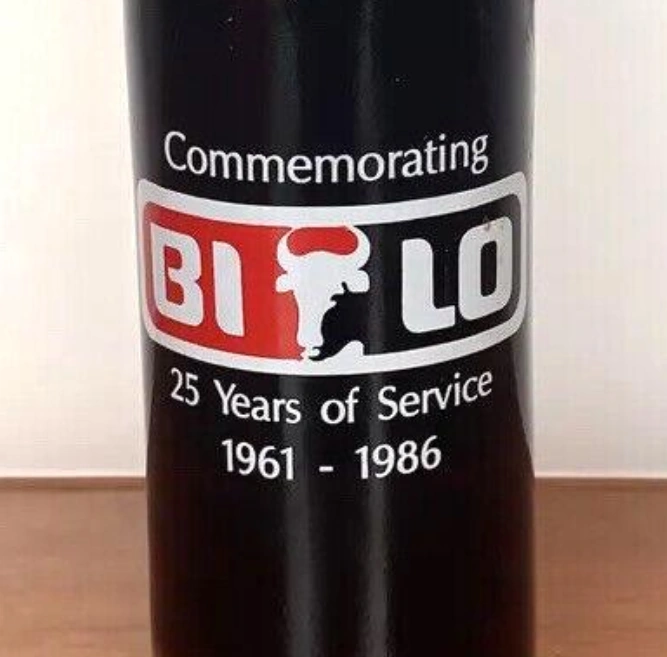 Commemorating
BI LO
25 Years of Service
1961 - 1986